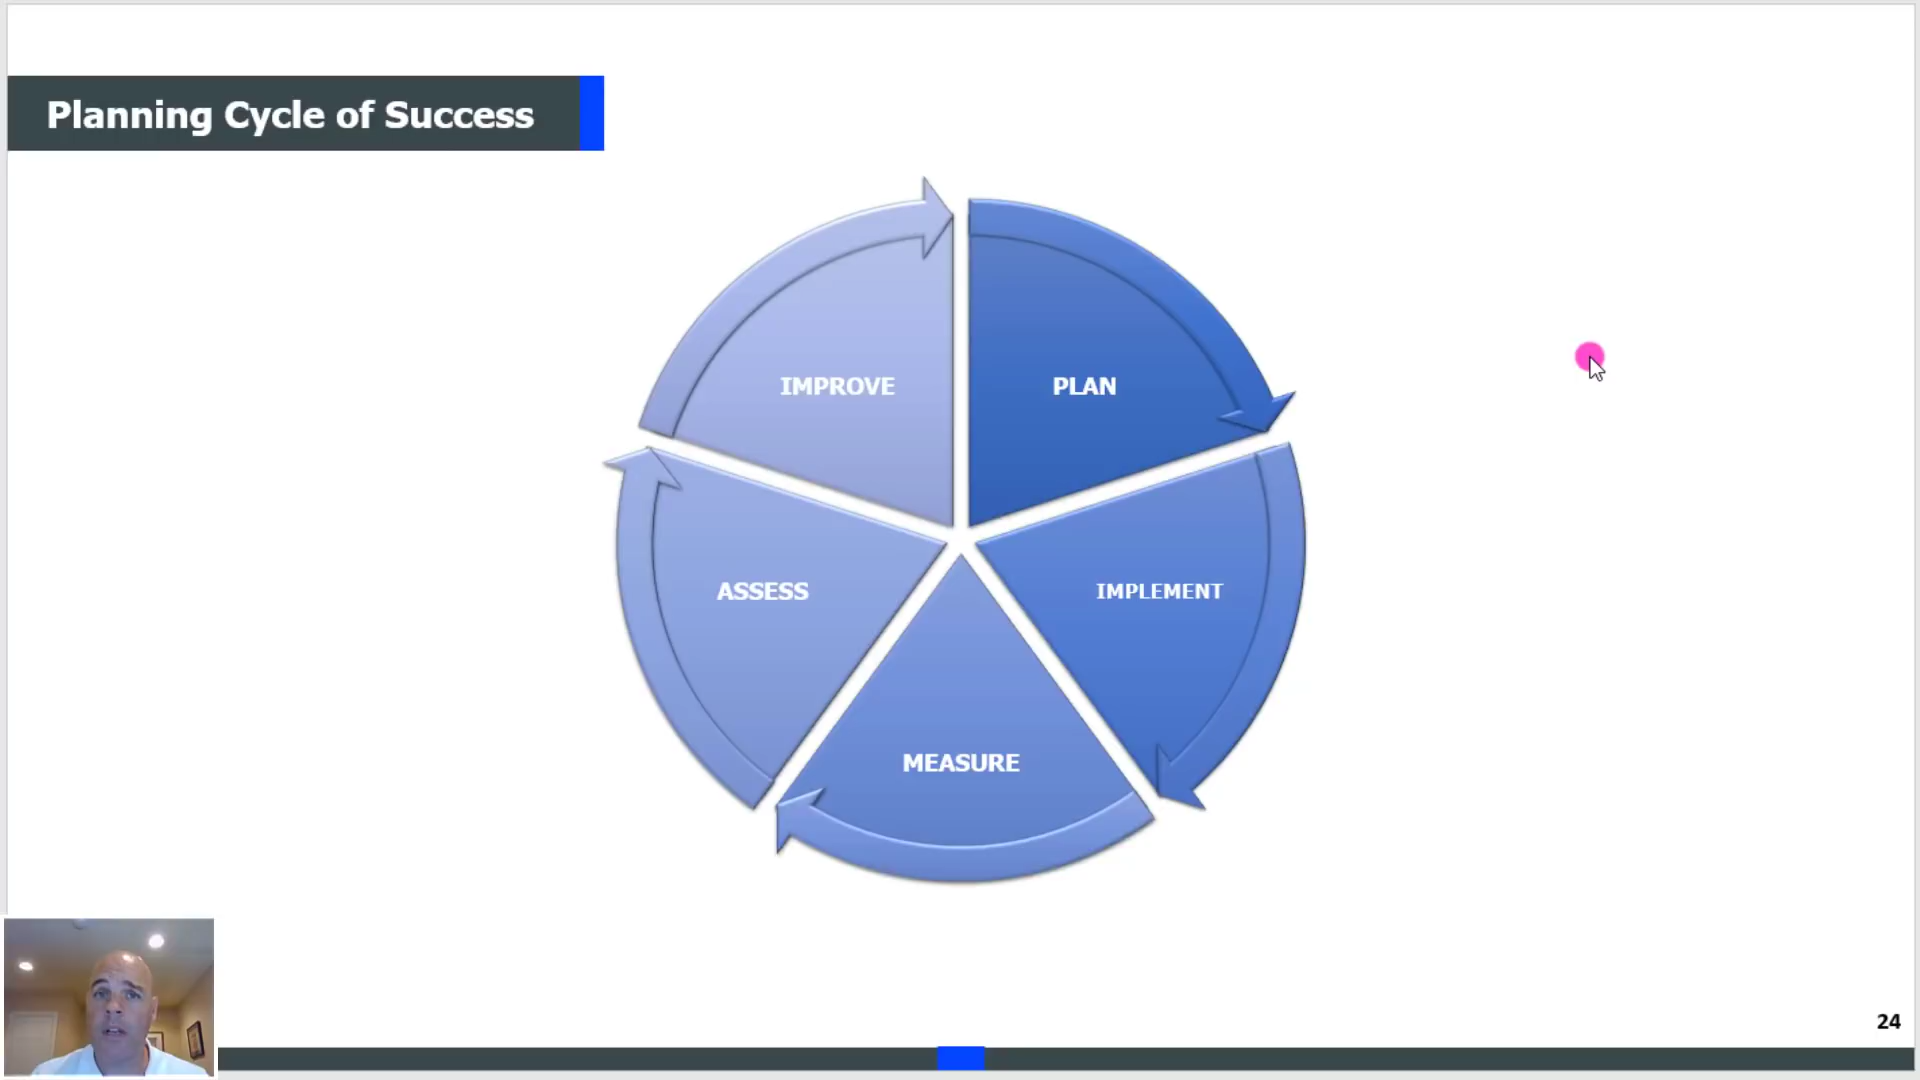 Planning Cycle of Success
IMPROVE
PLAN
ASSESS
IMPLEMENT
MEASURE
24